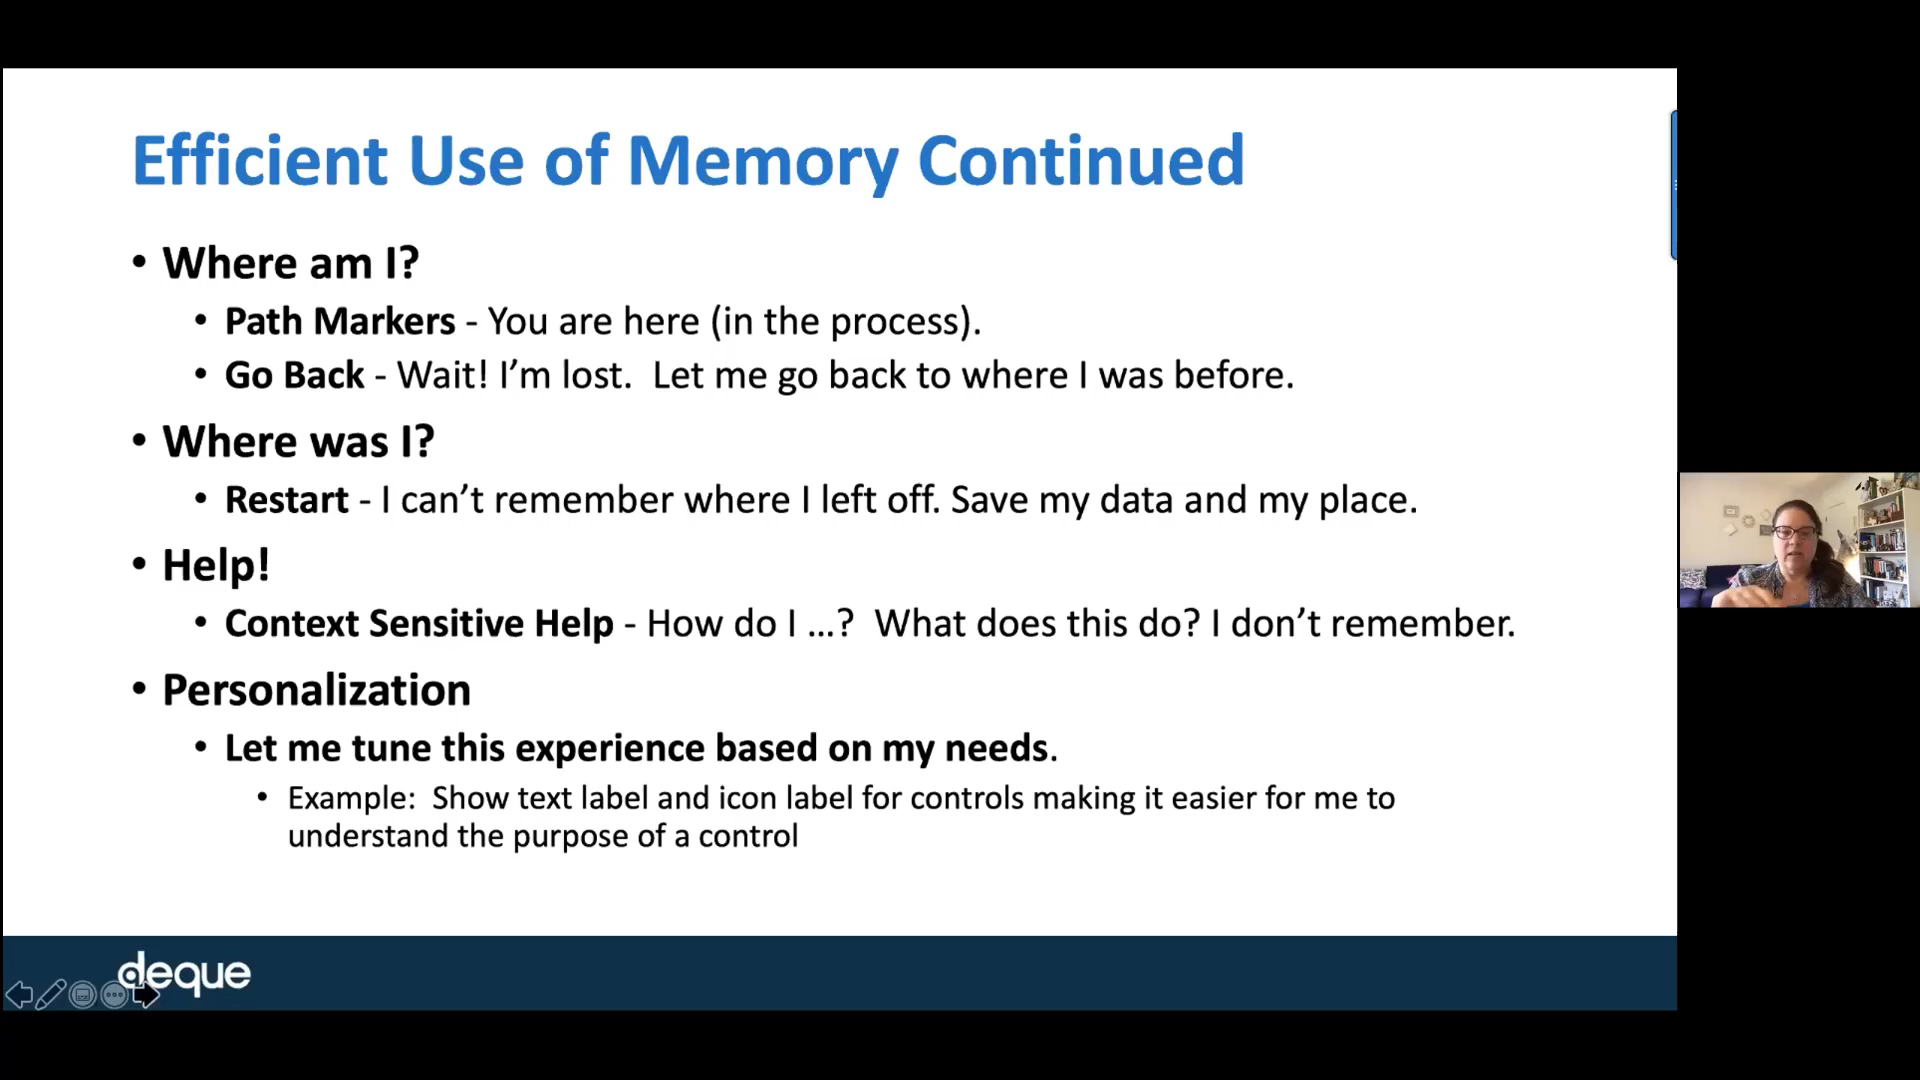 Efficient Use of Memory Continued
• Where am I?
• Path Markers - You are here (in the process).
• Go Back - Wait! I’m lost.  Let me go back to where I was before.
• Where was I?
• Restart - I can’t remember where I left off. Save my data and my place.
• Help!
• Context Sensitive Help - How do I …?  What does this do? I don’t remember.
• Personalization
• Let me tune this experience based on my needs.
• Example:  Show text label and icon label for controls making it easier for me to
understand the purpose of a control
deque